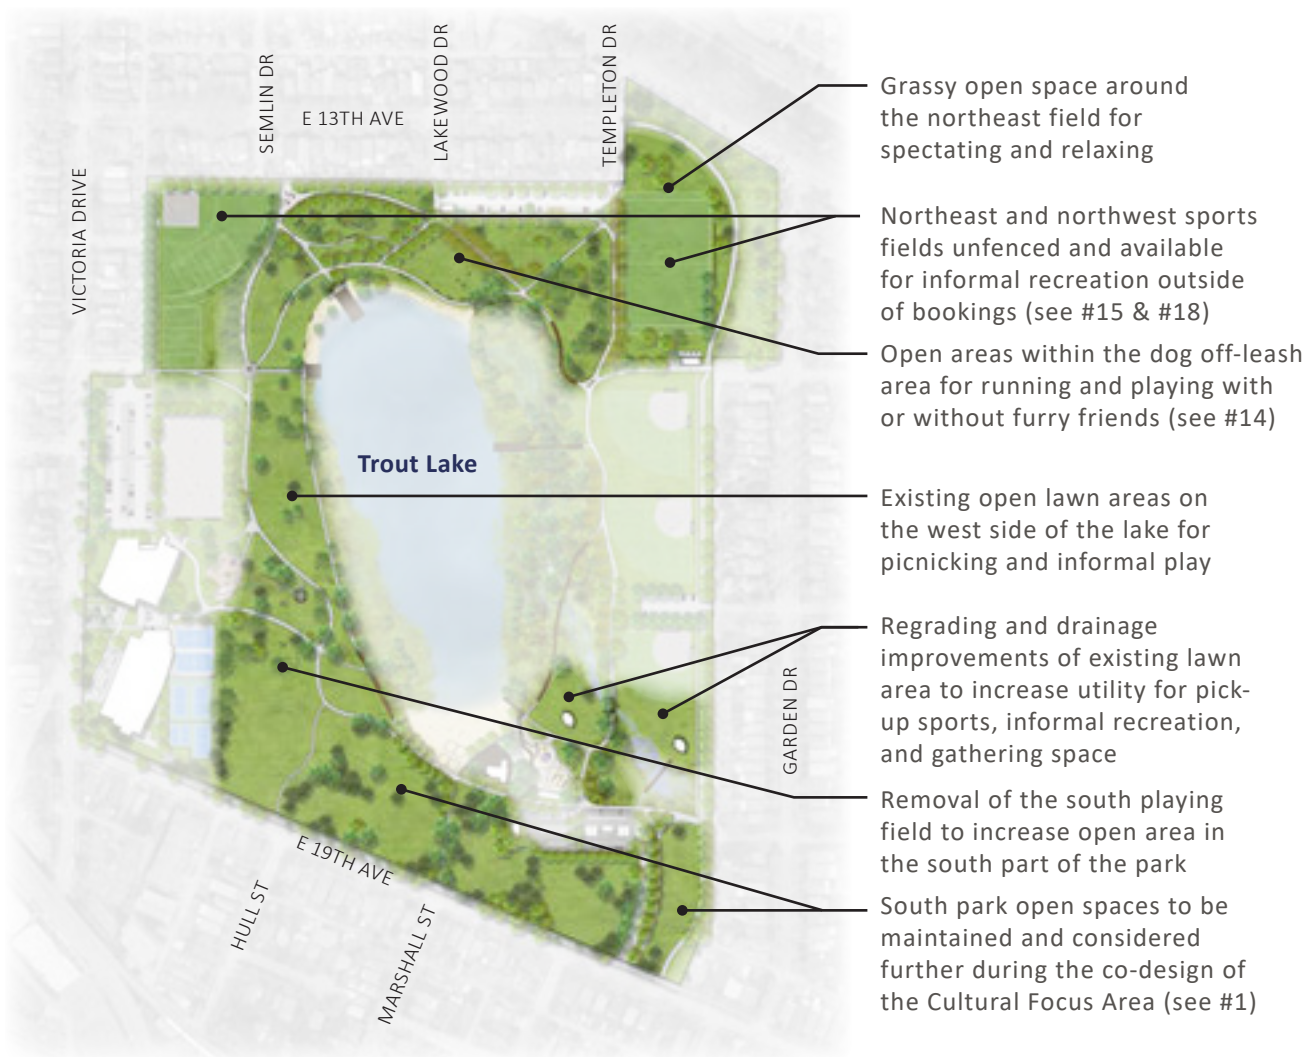 SEMLIN DR
LAKEWOOD DR
TEMPLETON DR
E 13TH AVE
VICTORIA DRIVE
Trout Lake
GARDEN DR
E 19TH AVE
HULL ST
MARSHALL ST
Grassy open space around
the northeast field for
spectating and relaxing
Northeast and northwest sports
fields unfenced and available
for informal recreation outside
of bookings (see #15 & #18)
Open areas within the dog off-leash
area for running and playing with
or without furry friends (see #14)
Existing open lawn areas on
the west side of the lake for
picnicking and informal play
Regrading and drainage
improvements of existing lawn
area to increase utility for pick-
up sports, informal recreation,
and gathering space
Removal of the south playing
field to increase open area in
the south part of the park
South park open spaces to be
maintained and considered
further during the co-design of
the Cultural Focus Area (see #1)